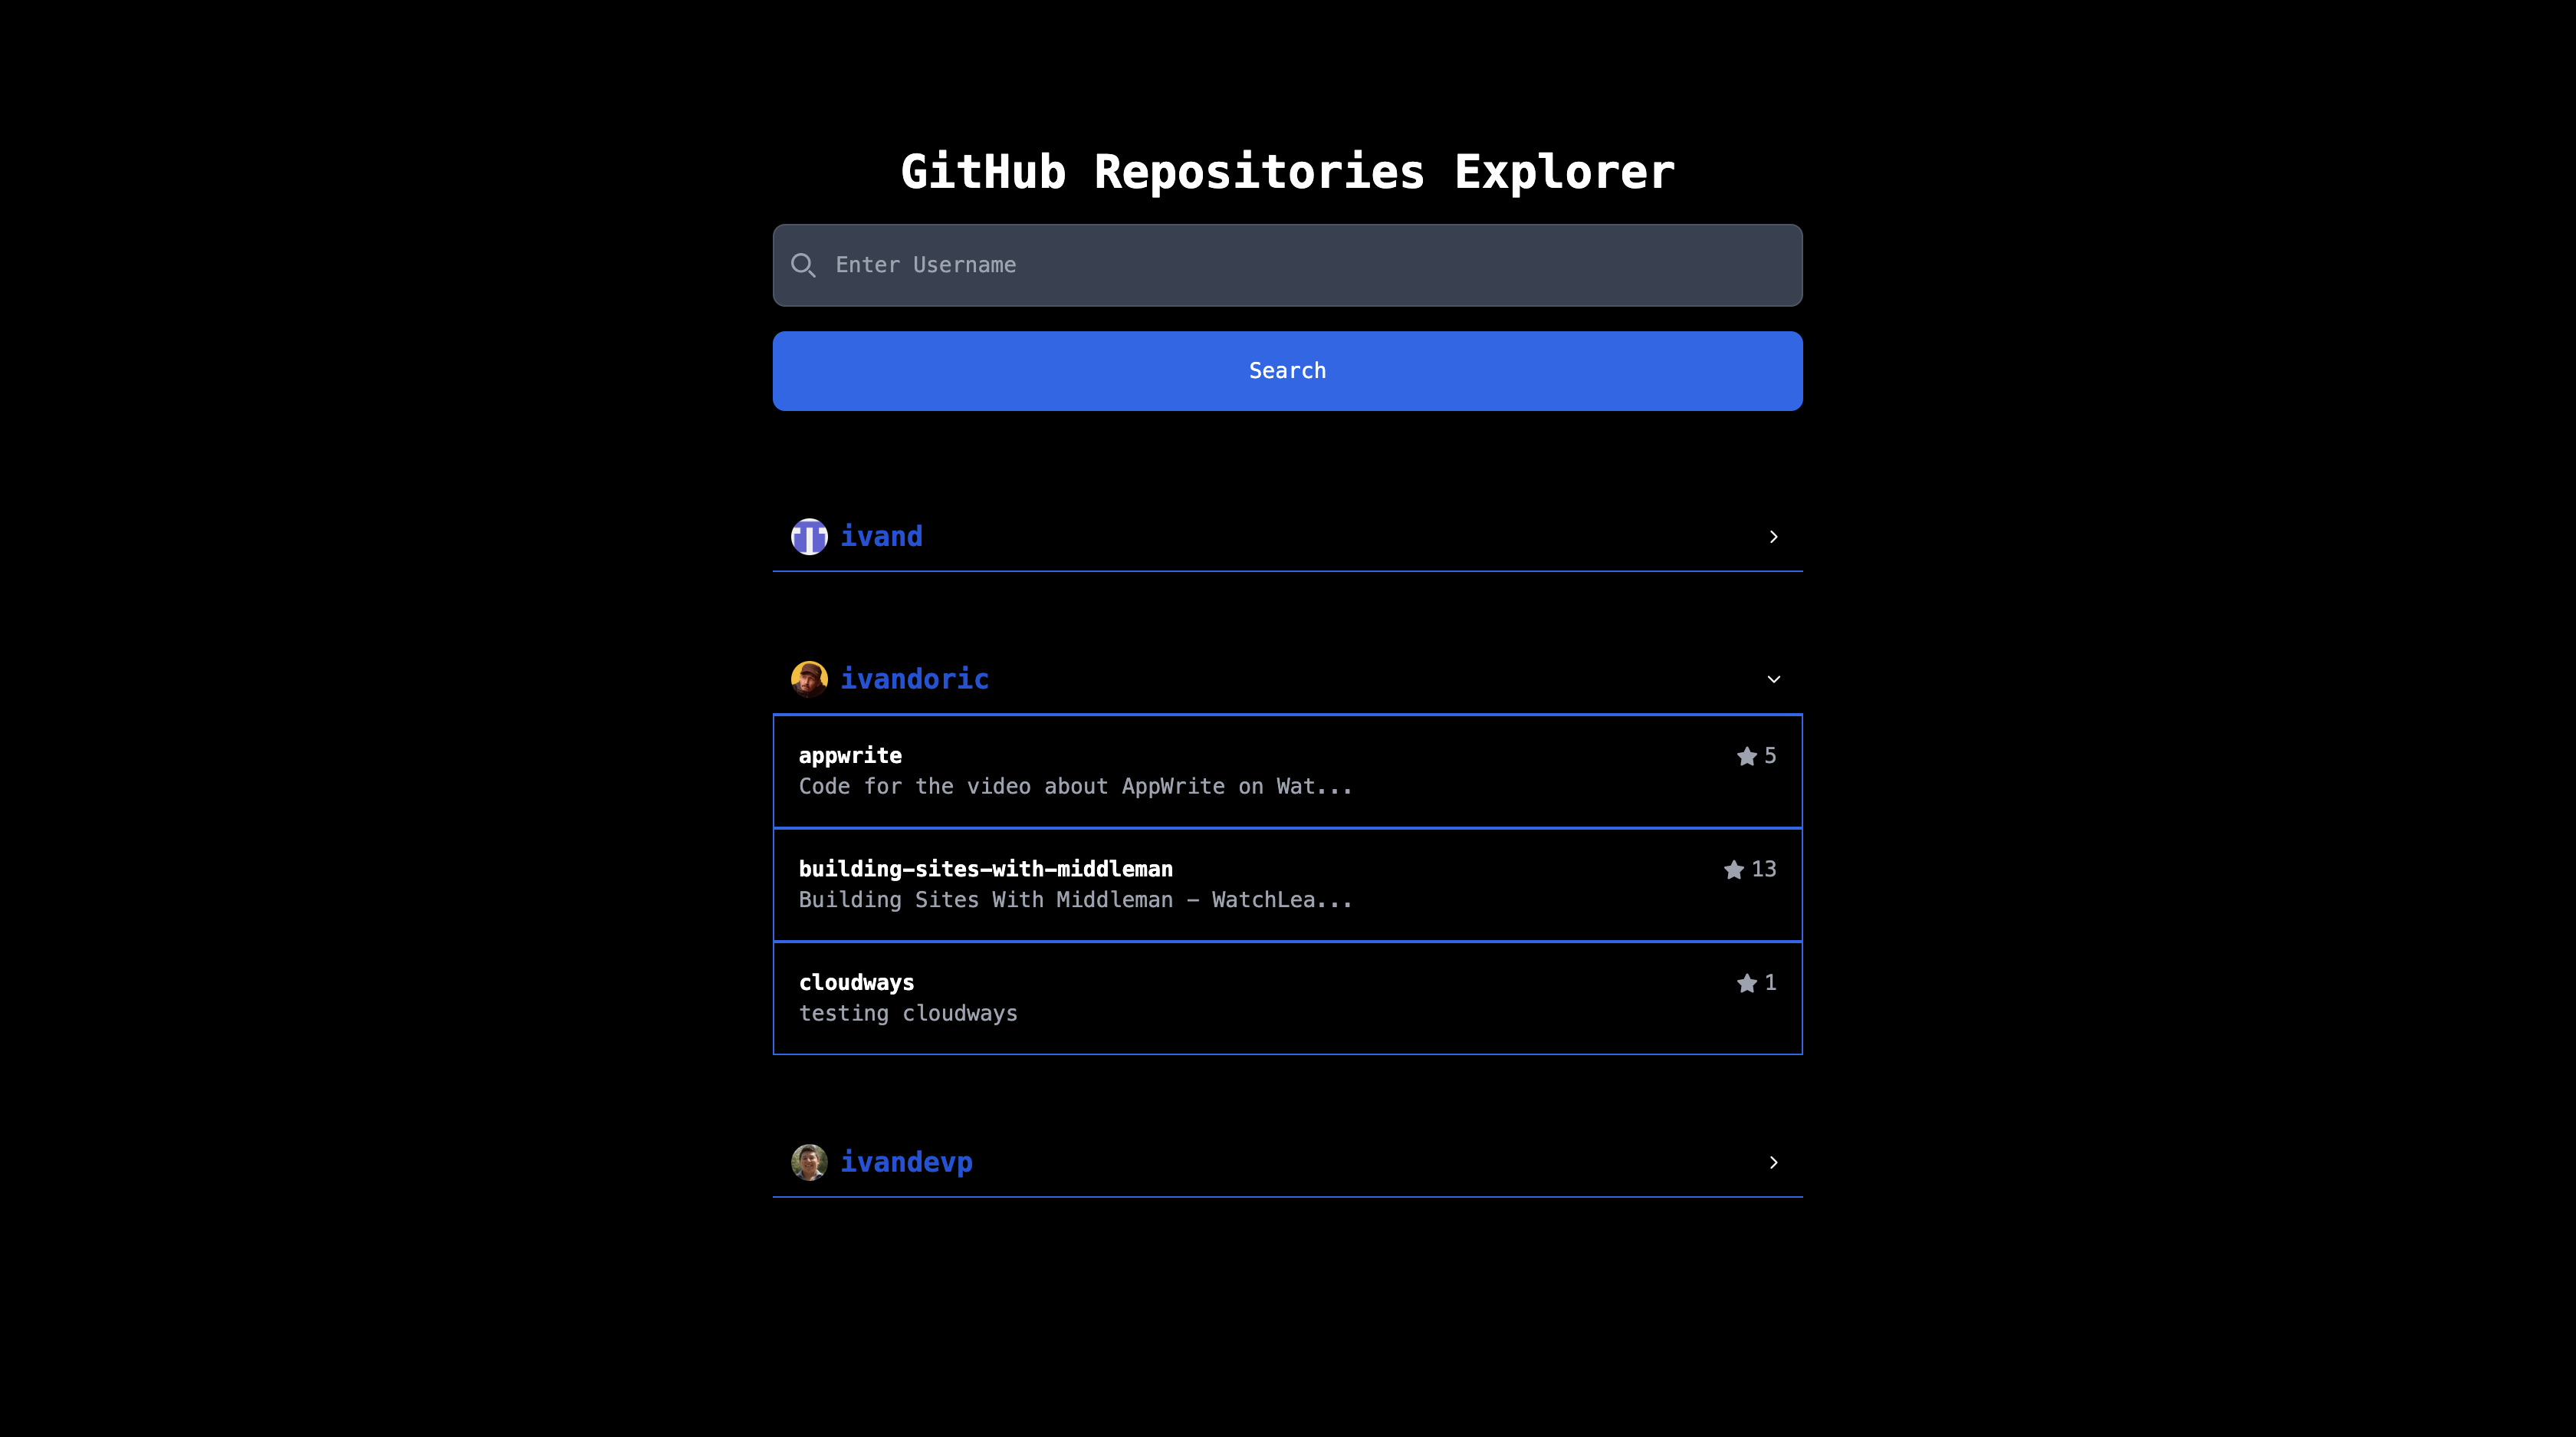 GitHub Repositories Explorer
Enter Username
Search
ivand
ivandoric
appwrite
5
Code for the video about AppWrite on Wat...
building-sites-with-middleman
13
Building Sites With Middleman - WatchLea...
cloudways
1
testing cloudways
ivandevp